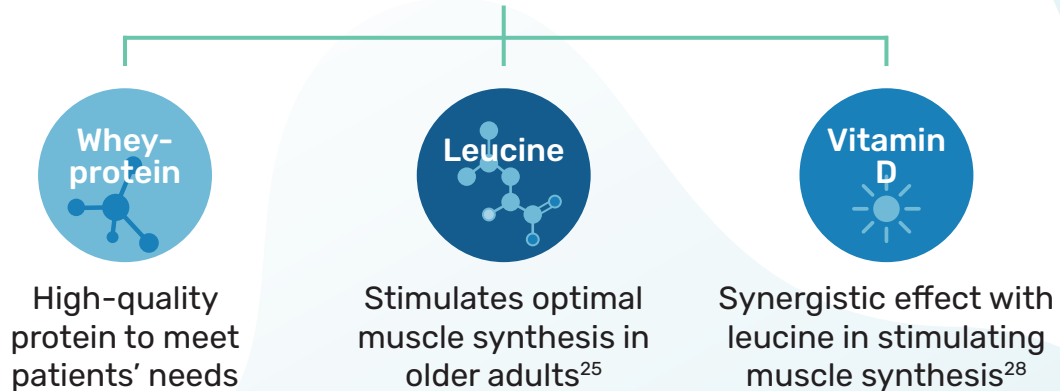 Whey-
protein
High-quality
protein to meet
patients' needs
Leucine
Stimulates optimal
muscle synthesis in
older adults²⁵
Vitamin
D
Synergistic effect with
leucine in stimulating
muscle synthesis²⁸